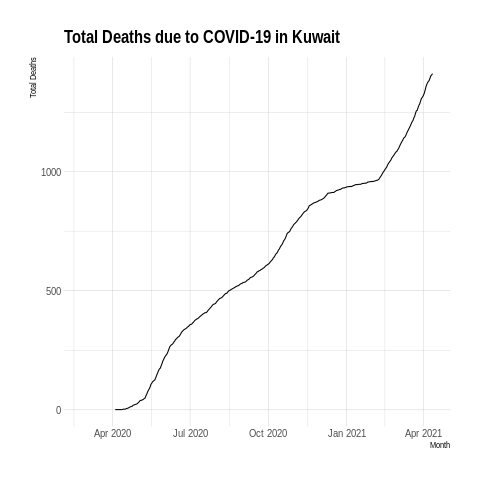 Total Deaths due to COVID-19 in Kuwait
Total Deaths
1000
500
0
Apr 2020 Jul 2020 Oct 2020 Jan 2021 Apr 2021
Month